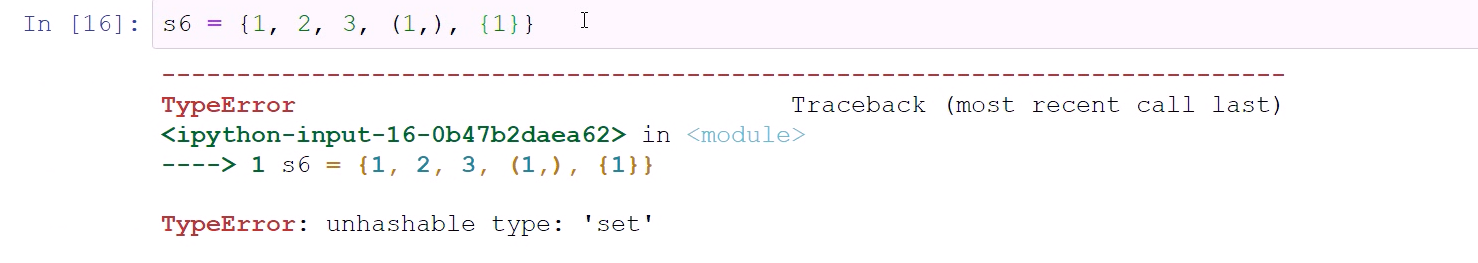 In [16]: s6 = {1, 2, 3, (1,), {1}}
---------------------------------------------------------------------------
TypeError                                 Traceback (most recent call last)
<ipython-input-16-0b47b2daea62> in <module>
----> 1 s6 = {1, 2, 3, (1,), {1}}
TypeError: unhashable type: 'set'